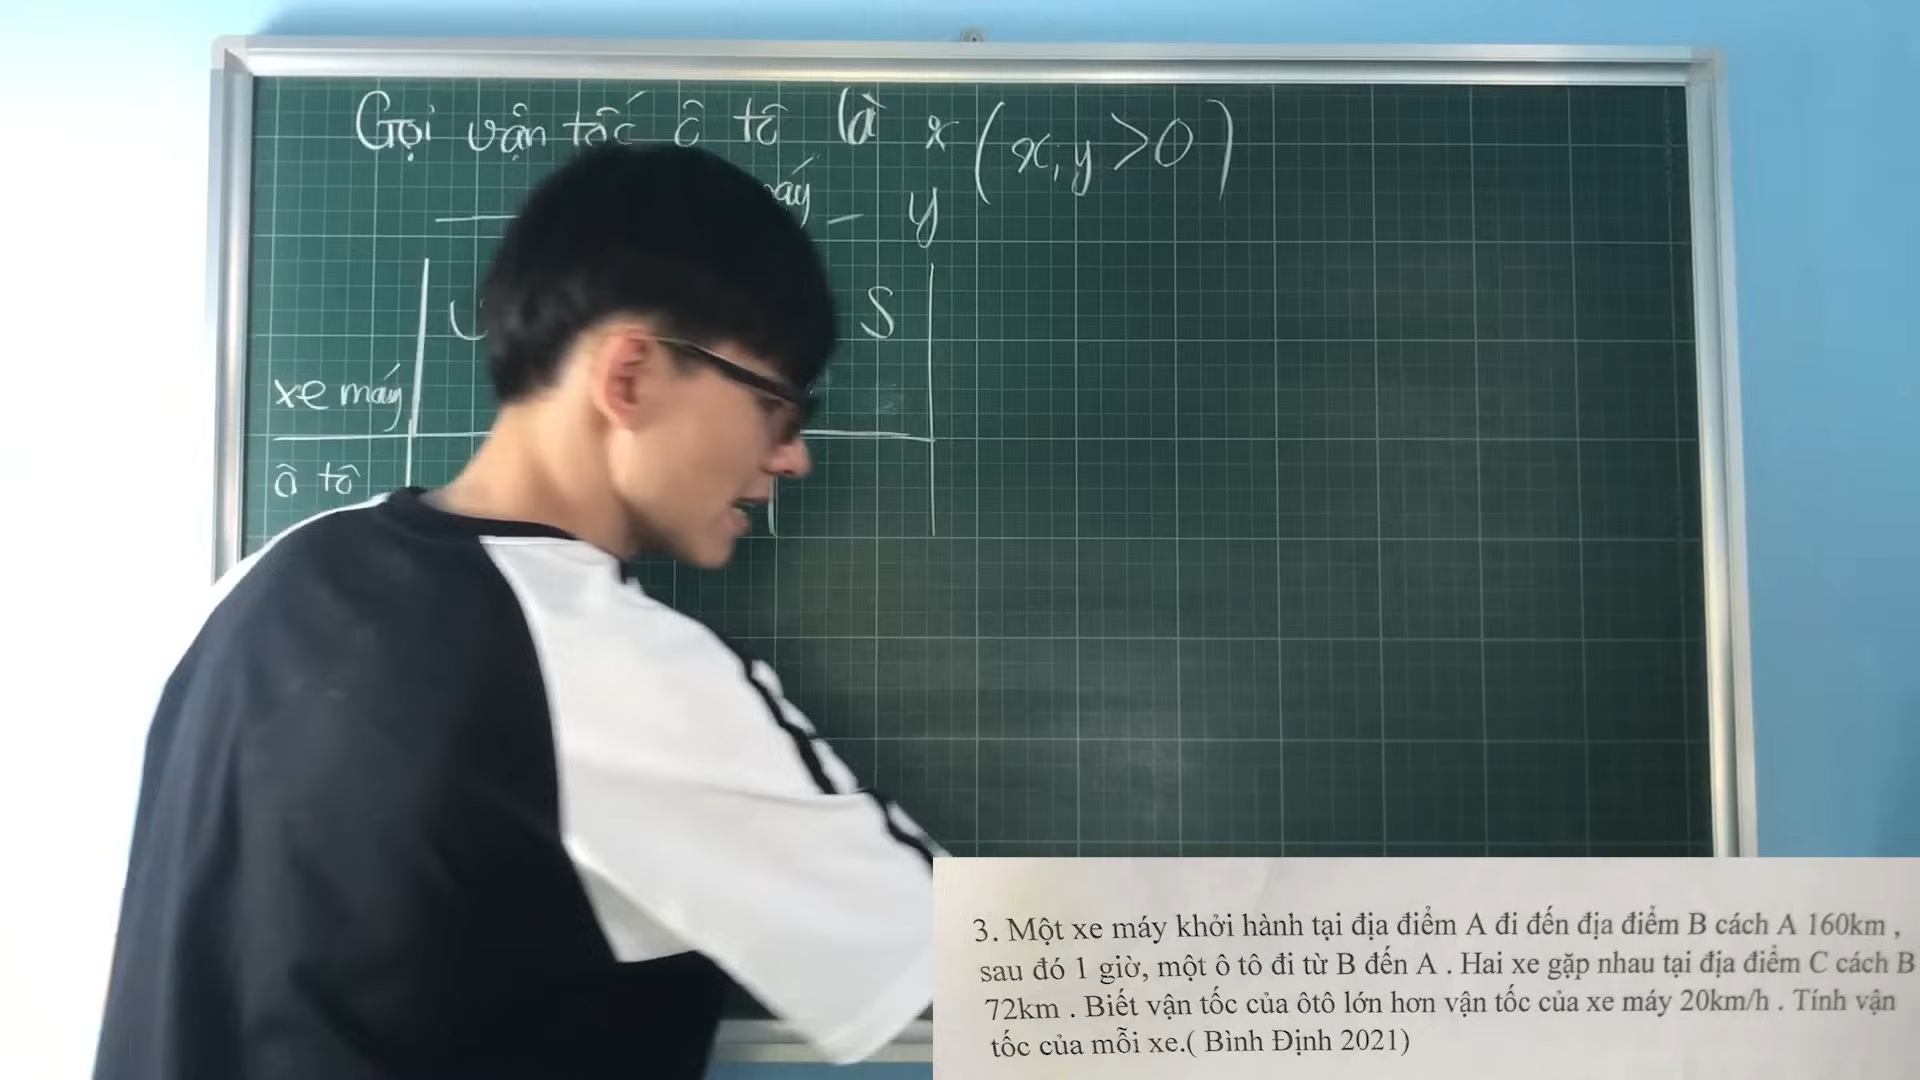 Gọi vận tốc ô tô là x (x, y > 0)
áy – y
S
xe máy
ô tô
3. Một xe máy khởi hành tại địa điểm A đi đến địa điểm B cách A 160km ,
sau đó 1 giờ, một ô tô đi từ B đến A . Hai xe gặp nhau tại địa điểm C cách B
72km . Biết vận tốc của ôtô lớn hơn vận tốc của xe máy 20km/h . Tính vận
tốc của mỗi xe.( Bình Định 2021)